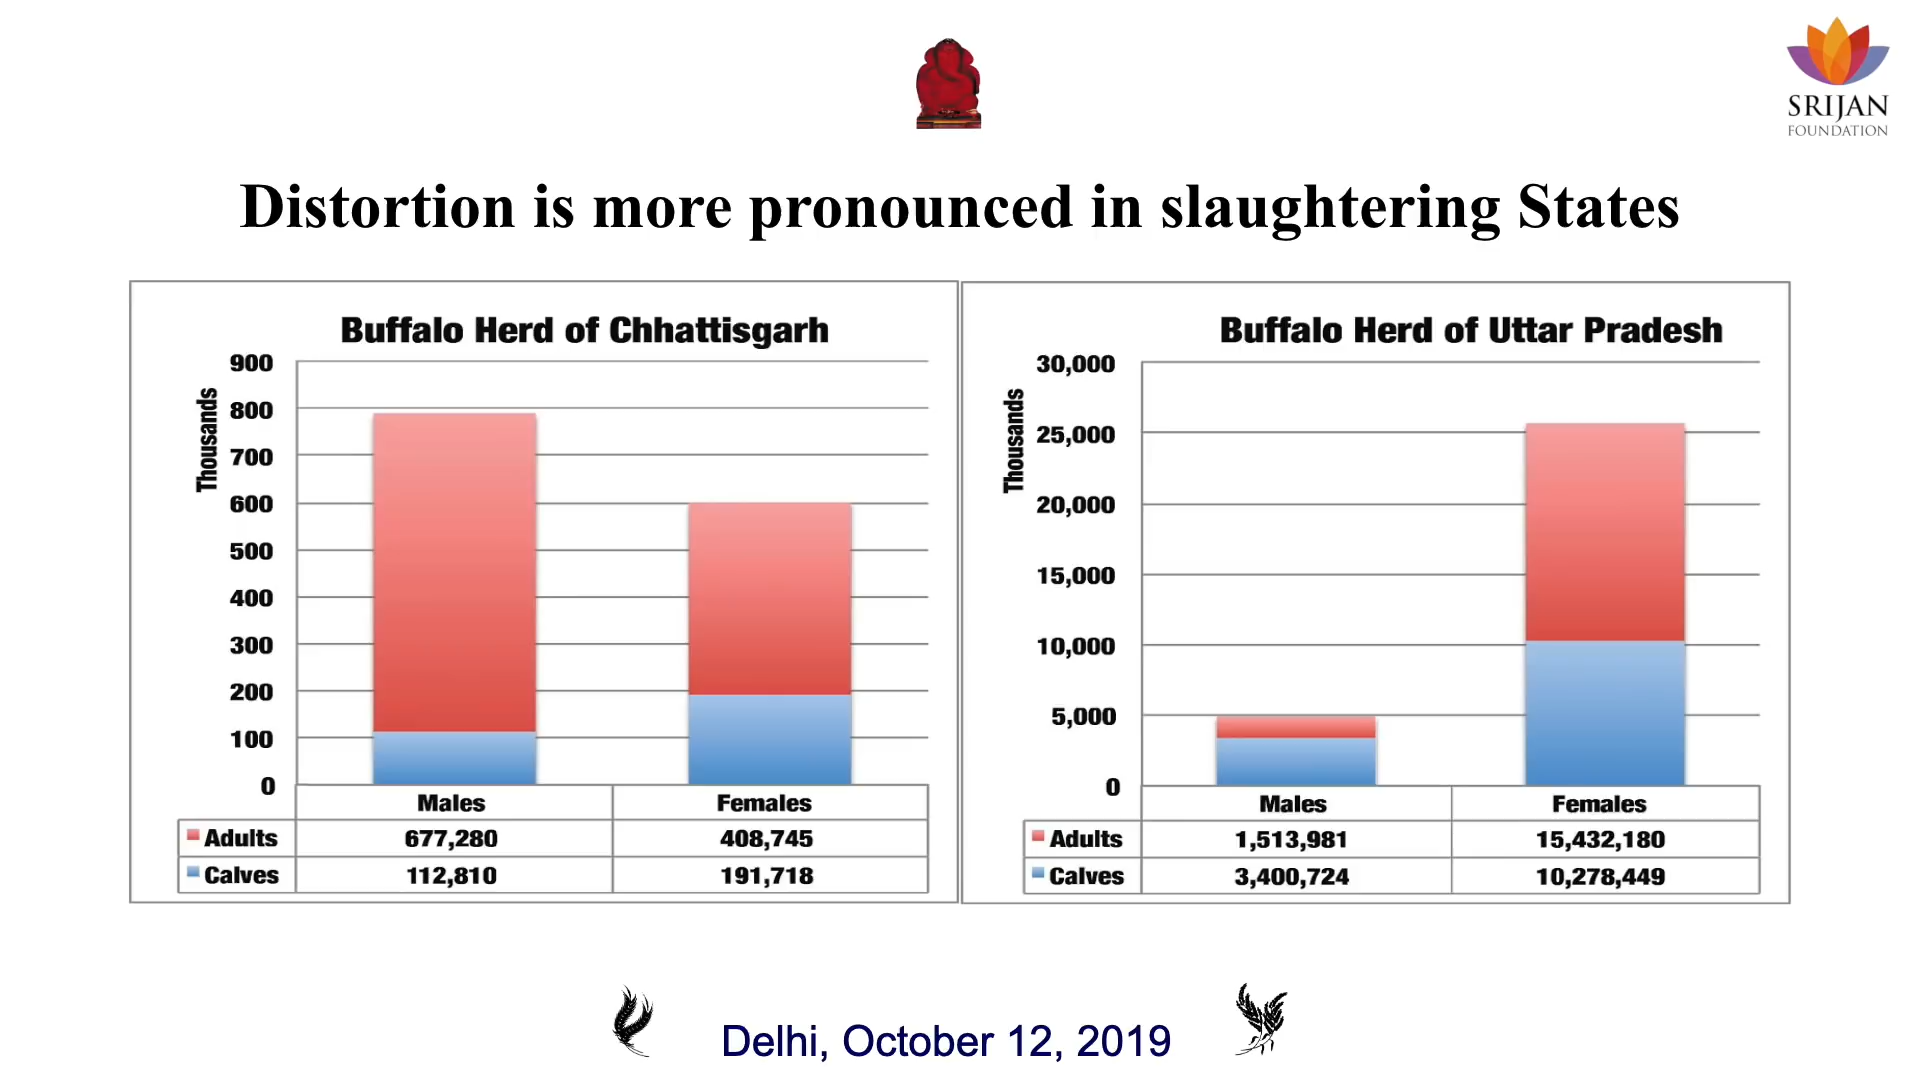 SRIJAN
FOUNDATION
Distortion is more pronounced in slaughtering States
Buffalo Herd of Chhattisgarh
Thousands
900
800
700
600
500
400
300
200
100
0
Males Females
Adults 677,280 408,745
Calves 112,810 191,718
Buffalo Herd of Uttar Pradesh
Thousands
30,000
25,000
20,000
15,000
10,000
5,000
0
Males Females
Adults 1,513,981 15,432,180
Calves 3,400,724 10,278,449
Delhi, October 12, 2019